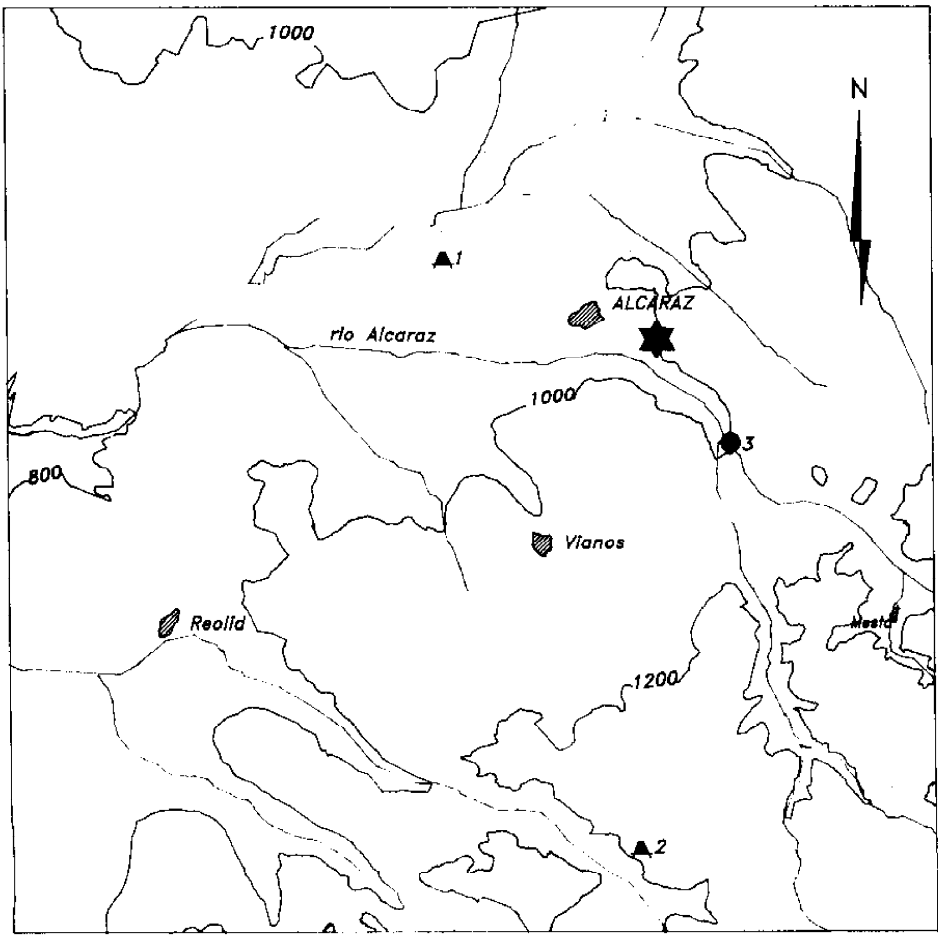 1000
N
1
ALCARAZ
río Alcaraz
1000
3
800
Vianos
Mesta
Reolid
1200
2